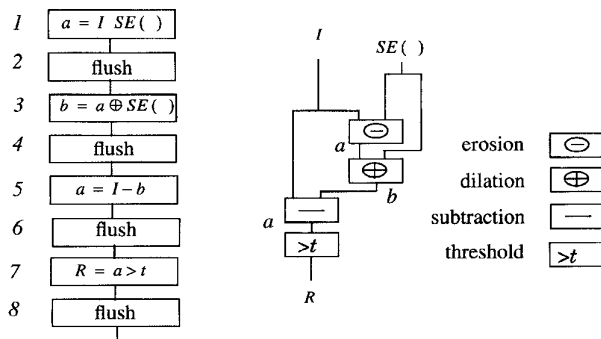 1 a = I SE( )
2 flush
3 b = a ⊕ SE( )
4 flush
5 a = I − b
6 flush
7 R = a > t
8 flush
I
SE( )
a
b
a
>t
R
erosion
dilation
subtraction
threshold >t